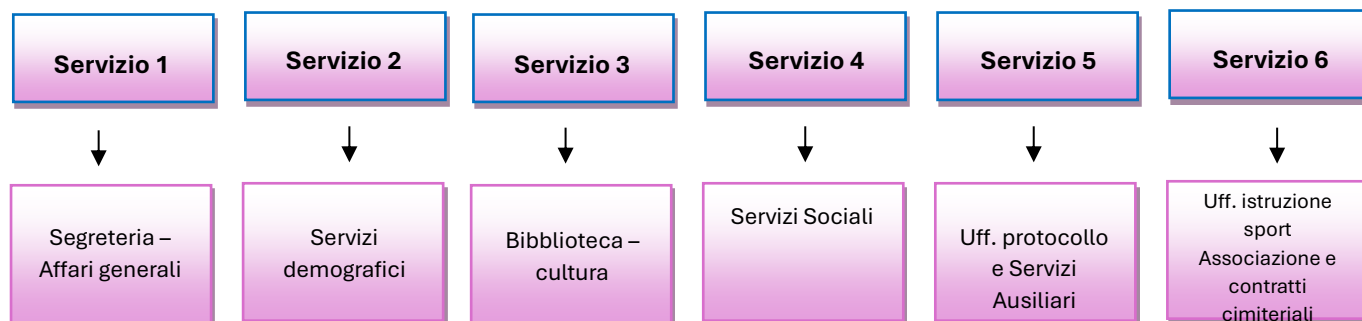 Servizio 1
Servizio 2
Servizio 3
Servizio 4
Servizio 5
Servizio 6
Segreteria –
Affari generali
Servizi
demografici
Bibblioteca –
cultura
Servizi Sociali
Uff. protocollo
e Servizi
Ausiliari
Uff. istruzione
sport
Associazione e
contratti
cimiteriali